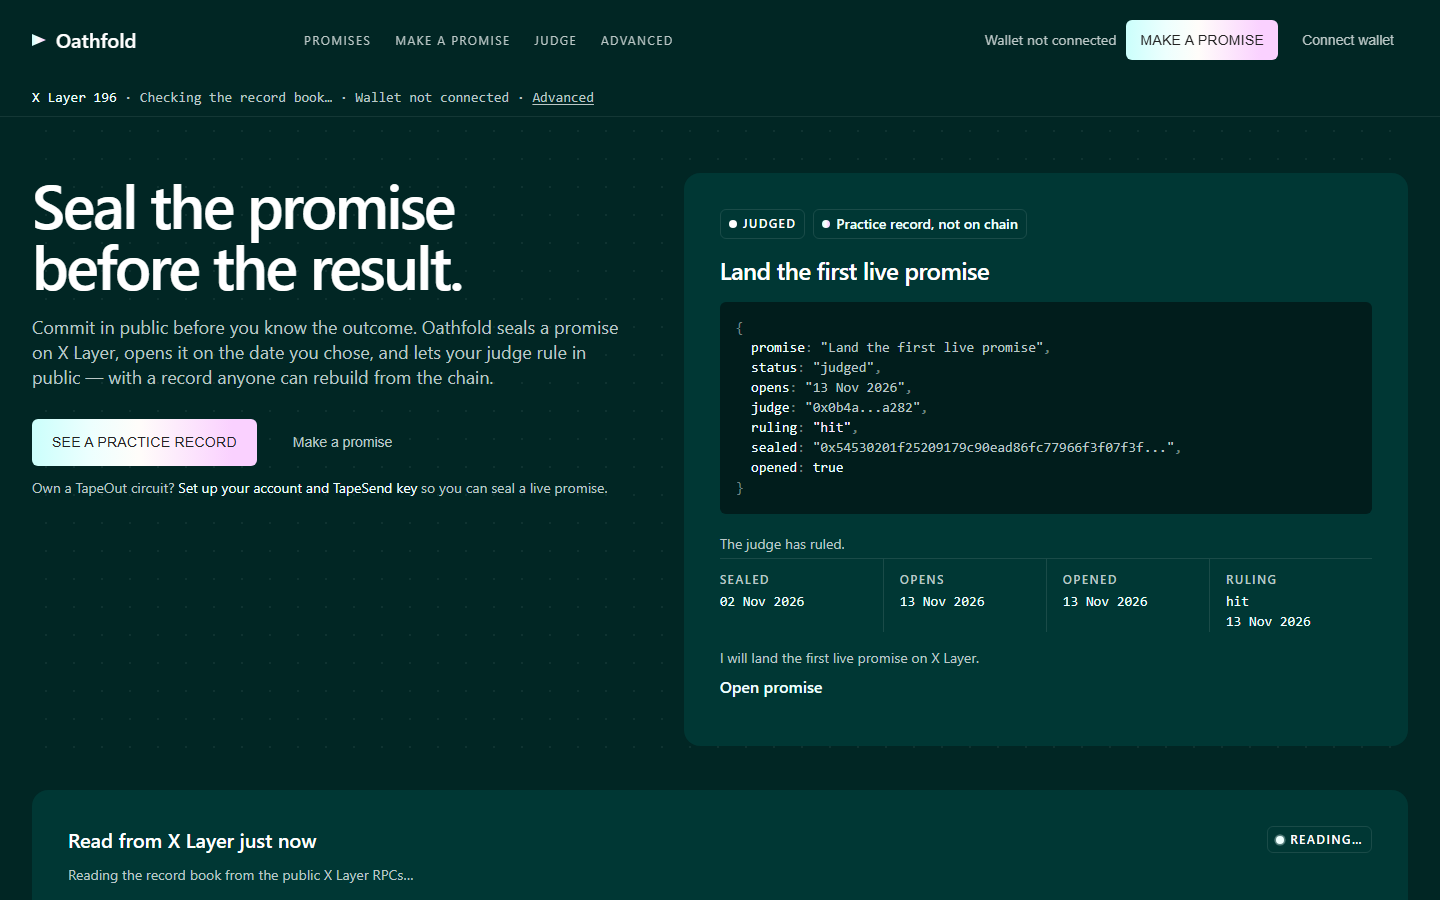 Oathfold
PROMISES MAKE A PROMISE JUDGE ADVANCED
Wallet not connected MAKE A PROMISE Connect wallet
X Layer 196 · Checking the record book… · Wallet not connected · Advanced
Seal the promise
before the result.
Commit in public before you know the outcome. Oathfold seals a promise
on X Layer, opens it on the date you chose, and lets your judge rule in
public — with a record anyone can rebuild from the chain.
SEE A PRACTICE RECORD Make a promise
Own a TapeOut circuit? Set up your account and TapeSend key so you can seal a live promise.
JUDGED Practice record, not on chain
Land the first live promise
{
promise: "Land the first live promise",
status: "judged",
opens: "13 Nov 2026",
judge: "0x0b4a...a282",
ruling: "hit",
sealed: "0x54530201f25209179c90ead86fc77966f3f07f3f...",
opened: true
}
The judge has ruled.
SEALED OPENS OPENED RULING
02 Nov 2026 13 Nov 2026 13 Nov 2026 hit
13 Nov 2026
I will land the first live promise on X Layer.
Open promise
Read from X Layer just now
READING…
Reading the record book from the public X Layer RPCs…